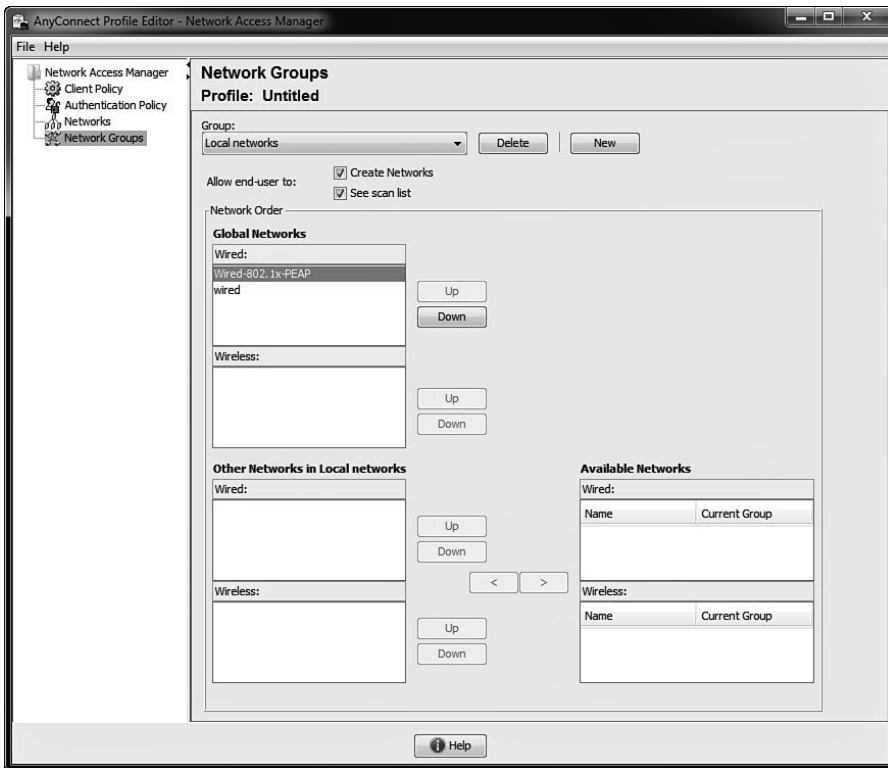 AnyConnect Profile Editor - Network Access Manager
File Help
Network Access Manager
Client Policy
Authentication Policy
Networks
Network Groups
Network Groups
Profile: Untitled
Group:
Local networks
Delete
New
Allow end-user to:
Create Networks
See scan list
Network Order
Global Networks
Wired:
Wired-802.1x-PEAP
wired
Up
Down
Wireless:
Up
Down
Other Networks in Local networks
Wired:
Up
Down
Wireless:
Up
Down
< >
Available Networks
Wired:
Name Current Group
Wireless:
Name Current Group
Help